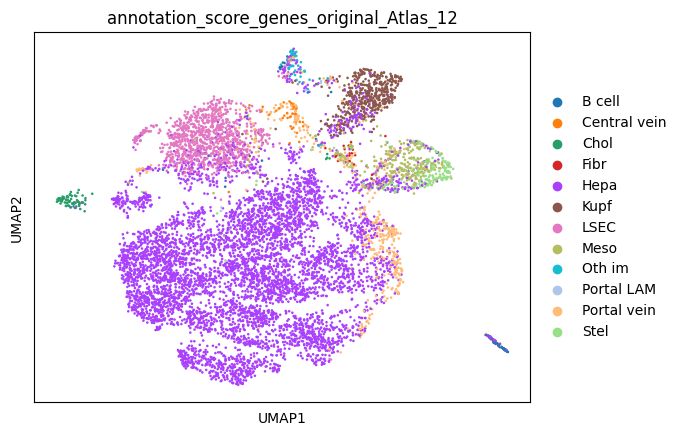 annotation_score_genes_original_Atlas_12
UMAP2
UMAP1
B cell
Central vein
Chol
Fibr
Hepa
Kupf
LSEC
Meso
Oth im
Portal LAM
Portal vein
Stel